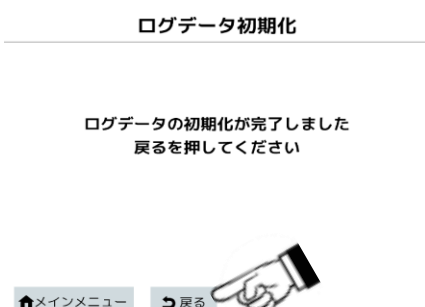 ログデータ初期化
ログデータの初期化が完了しました
戻るを押してください
メインメニュー
戻る